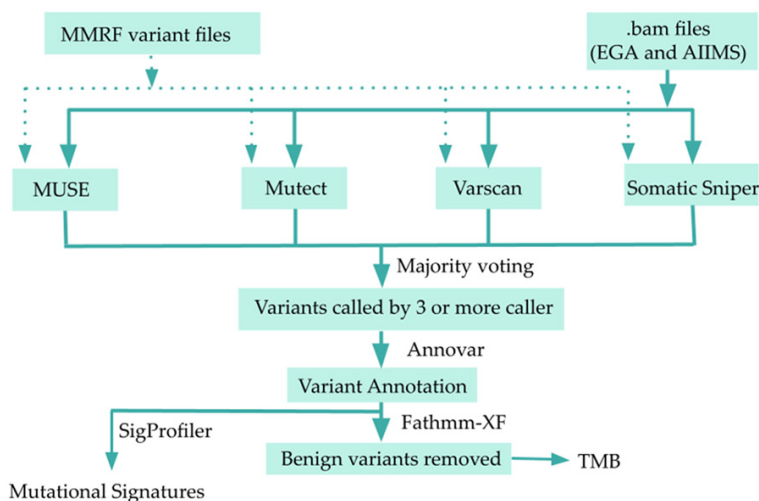 MMRF variant files
.bam files
(EGA and AIIMS)
MUSE
Mutect
Varscan
Somatic Sniper
Majority voting
Variants called by 3 or more caller
Annovar
Variant Annotation
SigProfiler
Fathmm-XF
Benign variants removed
TMB
Mutational Signatures